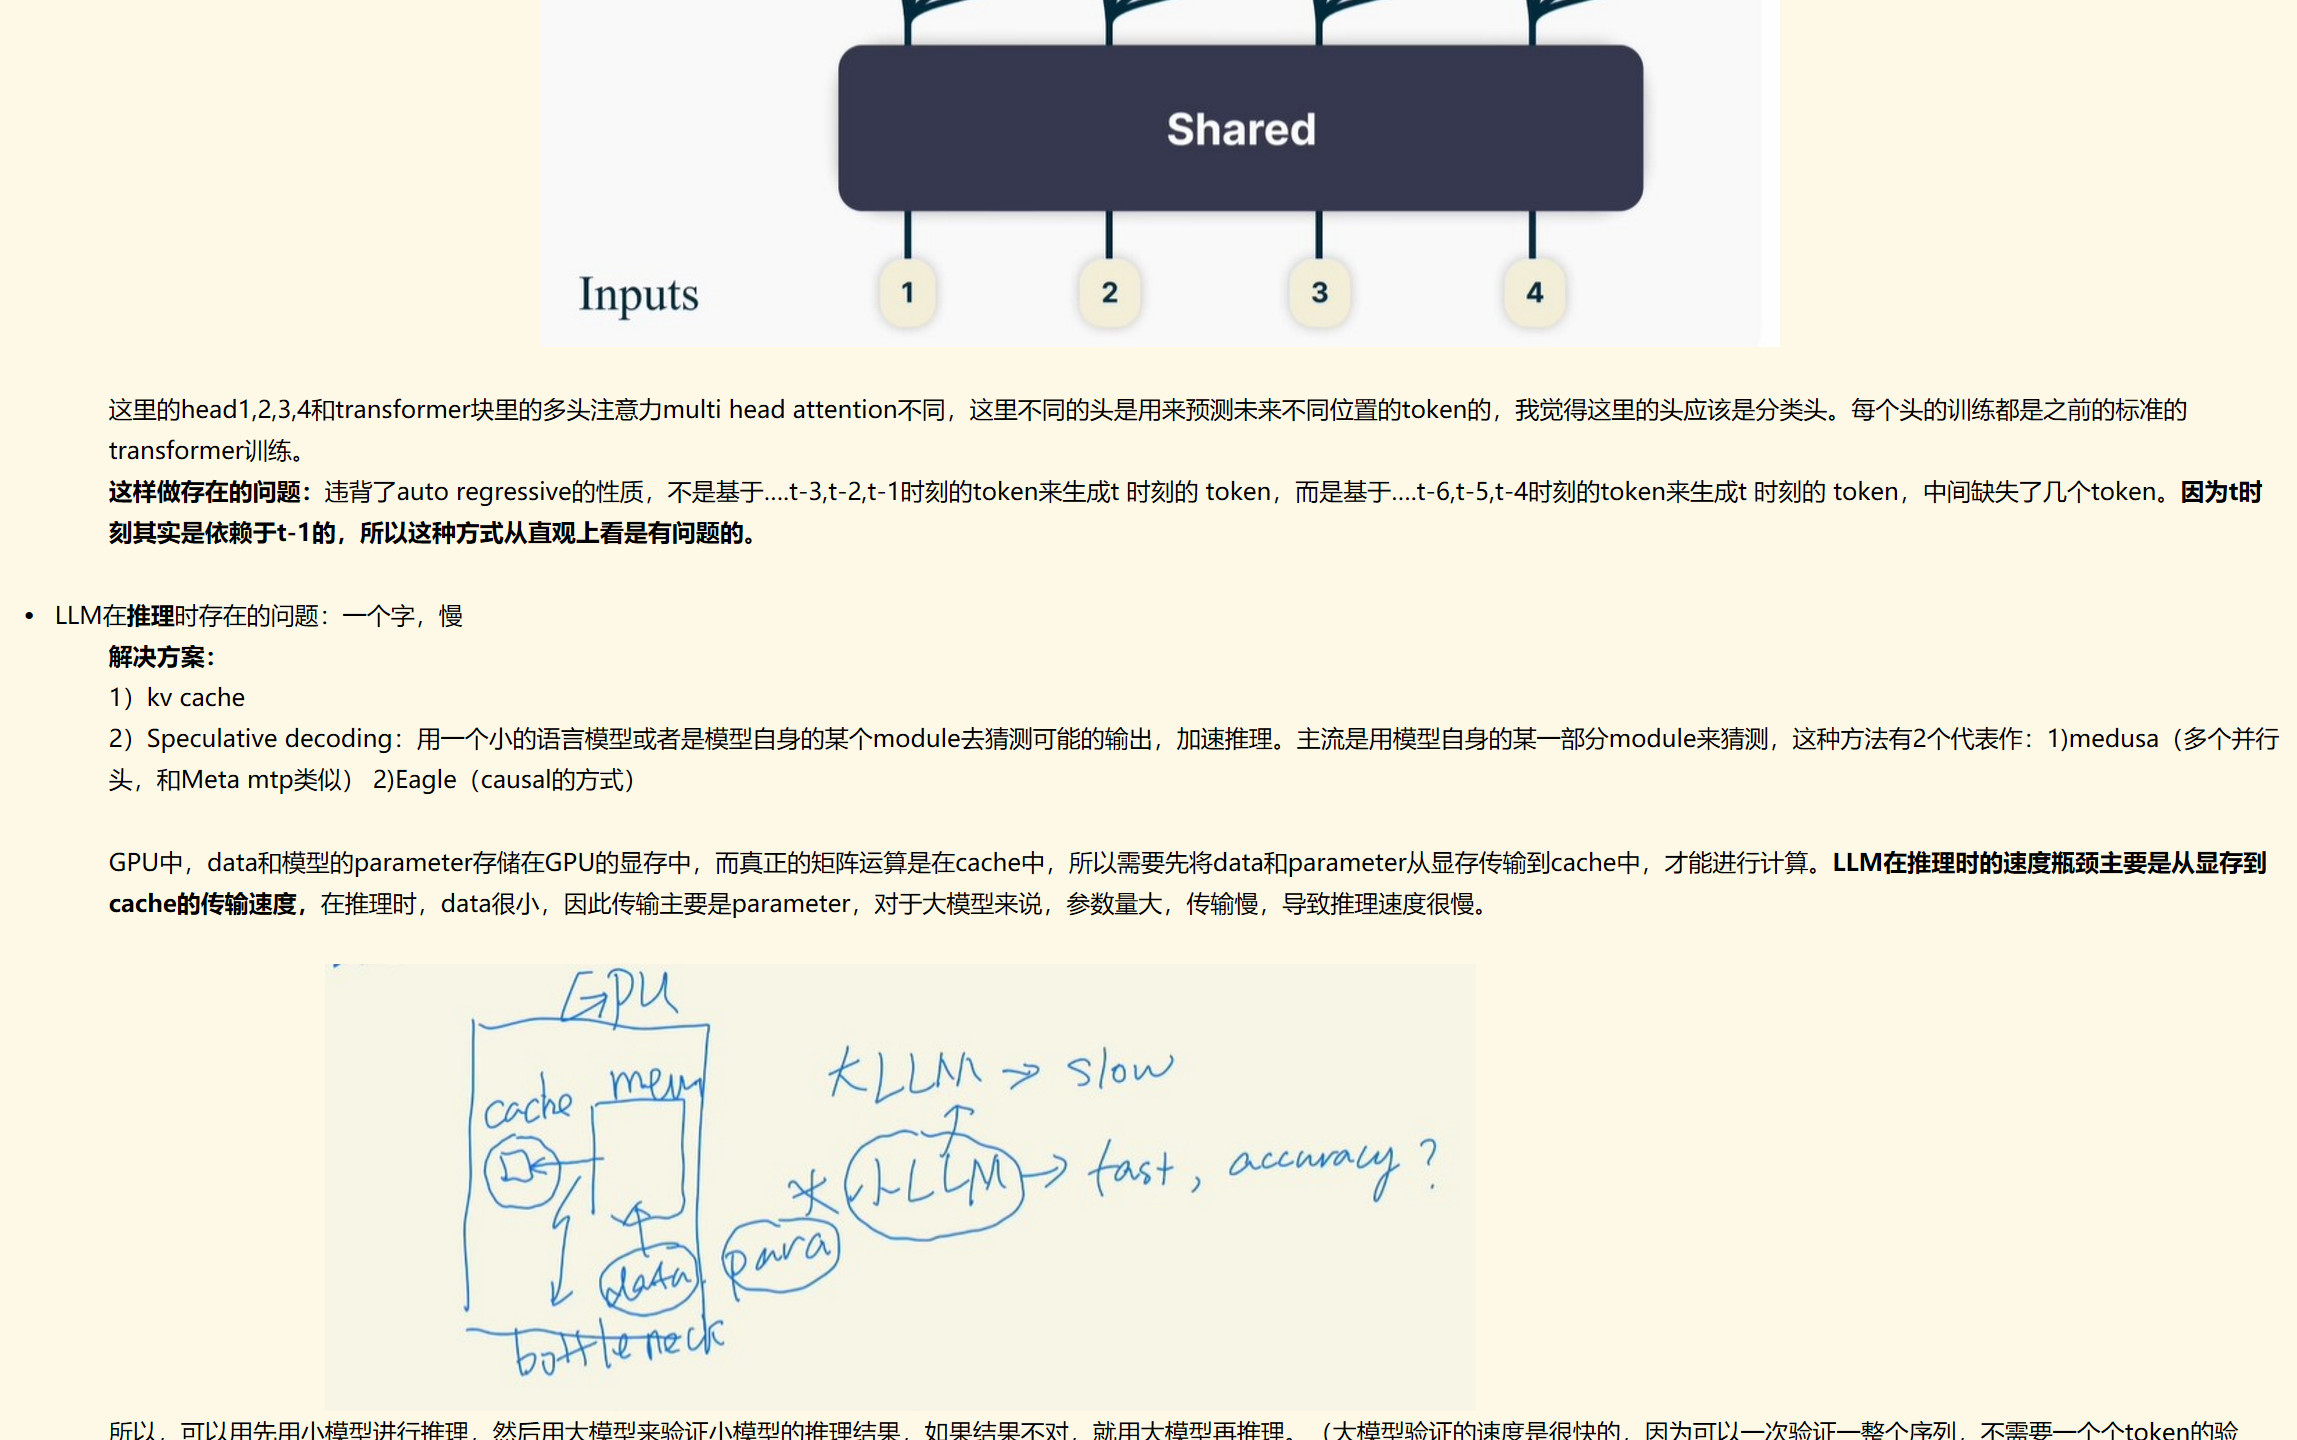 Shared
Inputs 1 2 3 4
这里的head1,2,3,4和transformer块里的多头注意力multi head attention不同，这里不同的头是用来预测未来不同位置的token的，我觉得这里的头应该是分类头。每个头的训练都是之前的标准的
transformer训练。
这样做存在的问题：违背了auto regressive的性质，不是基于....t-3,t-2,t-1时刻的token来生成t 时刻的 token，而是基于....t-6,t-5,t-4时刻的token来生成t 时刻的 token，中间缺失了几个token。因为t时
刻其实是依赖于t-1的，所以这种方式从直观上看是有问题的。
• LLM在推理时存在的问题：一个字，慢
解决方案：
1）kv cache
2）Speculative decoding：用一个小的语言模型或者是模型自身的某个module去猜测可能的输出，加速推理。主流是用模型自身的某一部分module来猜测，这种方法有2个代表作：1)medusa（多个并行
头，和Meta mtp类似） 2)Eagle（causal的方式）
GPU中，data和模型的parameter存储在GPU的显存中，而真正的矩阵运算是在cache中，所以需要先将data和parameter从显存传输到cache中，才能进行计算。LLM在推理时的速度瓶颈主要是从显存到
cache的传输速度，在推理时，data很小，因此传输主要是parameter，对于大模型来说，参数量大，传输慢，导致推理速度很慢。
GPU
cache mem
data para
bottleneck
LLM → slow
LLM → fast, accuracy ?
所以，可以用先用小模型进行推理，然后用大模型来验证小模型的推理结果，如果结果不对，就用大模型再推理。（大模型验证的速度是很快的，因为可以一次验证一整个序列，不需要一个个token的验